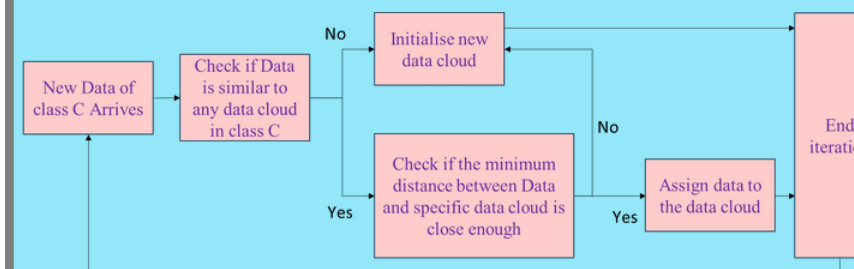 New Data of
class C Arrives
Check if Data
is similar to
any data cloud
in class C
No
Yes
Initialise new
data cloud
Check if the minimum
distance between Data
and specific data cloud is
close enough
No
Yes
Assign data to
the data cloud
End